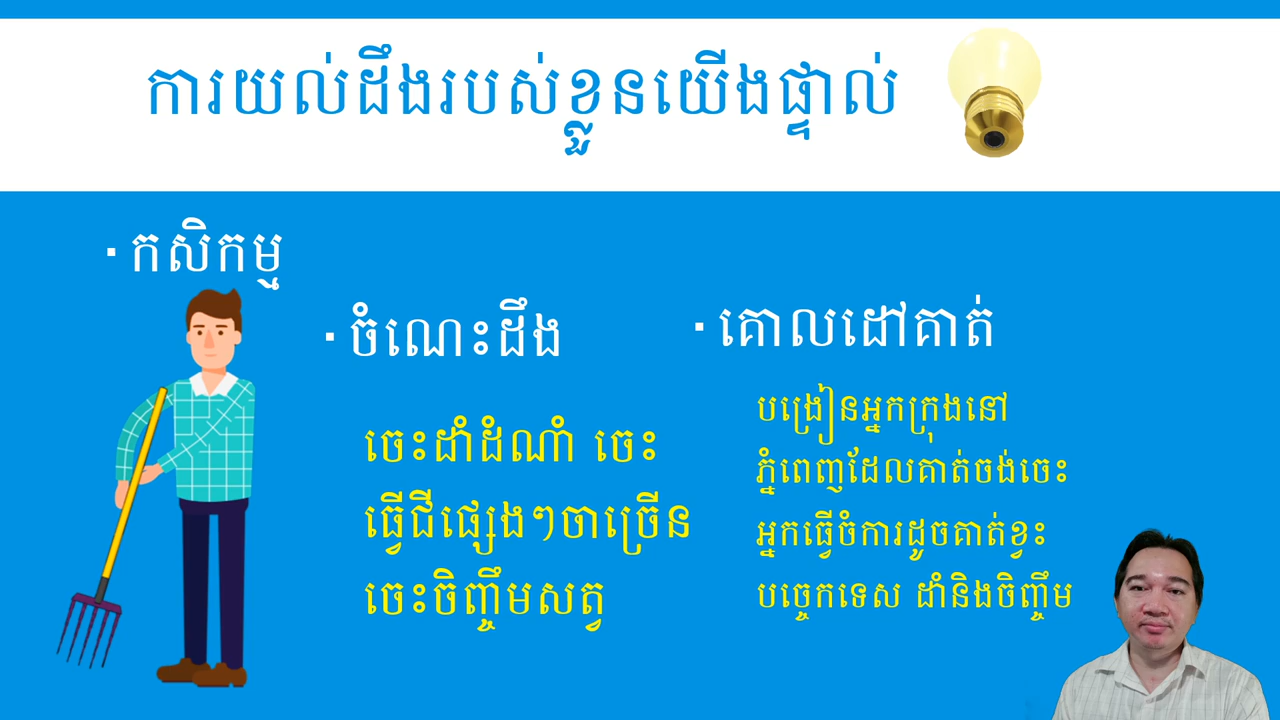 ការយល់ដឹងរបស់ខ្លួនយើងផ្ទាល់
· កសិកម្ម
· ចំណេះដឹង
ចេះដាំដំណាំ ចេះ
ធ្វើជីផ្សេងៗចាច្រើន
ចេះចិញ្ចឹមសត្វ
· គោលដៅគាត់
បង្រៀនអ្នកក្រុងនៅ
ភ្នំពេញដែលគាត់ចង់ចេះ
អ្នកធ្វើចំការដូចគាត់ខ្វះ
បច្ចេកទេស ដាំនិងចិញ្ចឹម